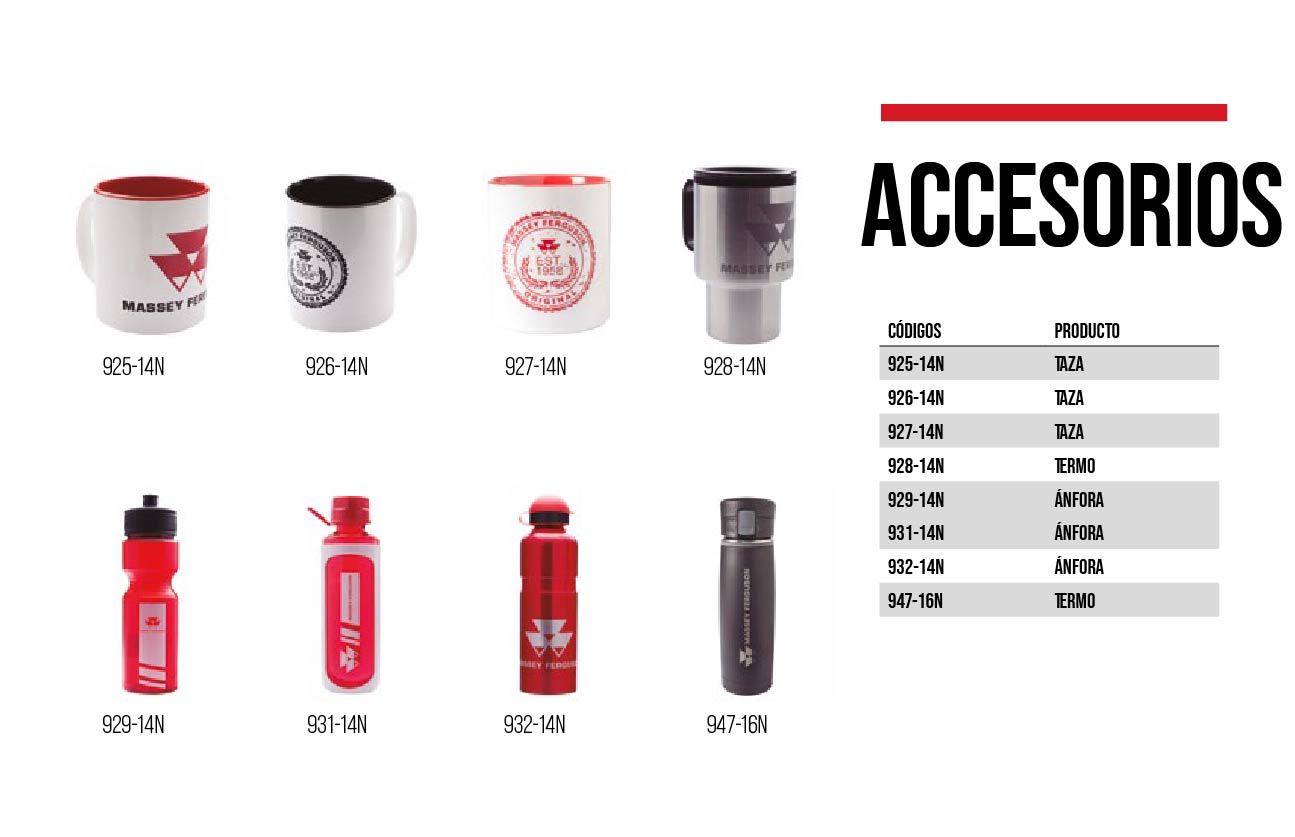 ACCESORIOS
MASSEY
MASSEY FERGUSON
EST.
1958
ORIGINAL
MASSEY
925-14N
926-14N
927-14N
928-14N
CÓDIGOS PRODUCTO
925-14N TAZA
926-14N TAZA
927-14N TAZA
928-14N TERMO
929-14N ÁNFORA
931-14N ÁNFORA
932-14N ÁNFORA
947-16N TERMO
MASSEY FERGUSON
MASSEY FERGUSON
929-14N
931-14N
932-14N
947-16N